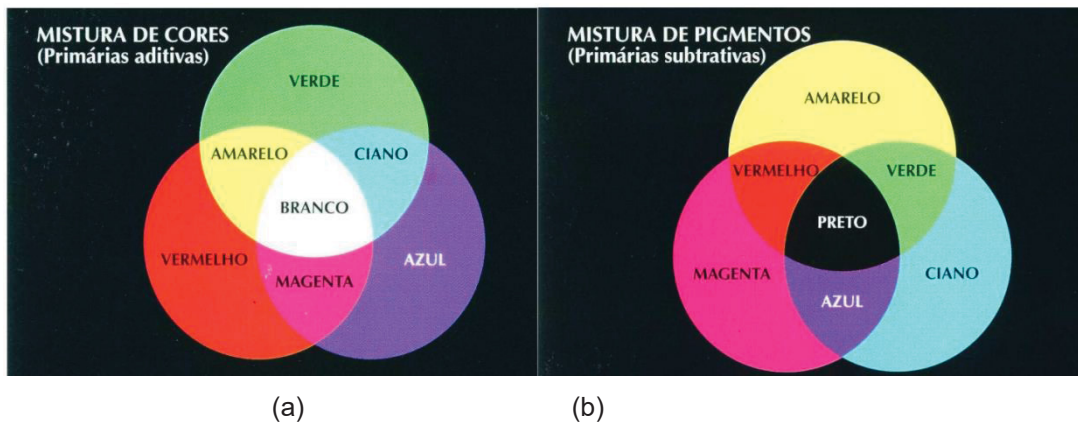 MISTURA DE CORES
(Primárias aditivas)
VERDE
AMARELO
CIANO
BRANCO
VERMELHO
AZUL
MAGENTA
MISTURA DE PIGMENTOS
(Primárias subtrativas)
AMARELO
VERMELHO
VERDE
PRETO
MAGENTA
CIANO
AZUL
(a)
(b)